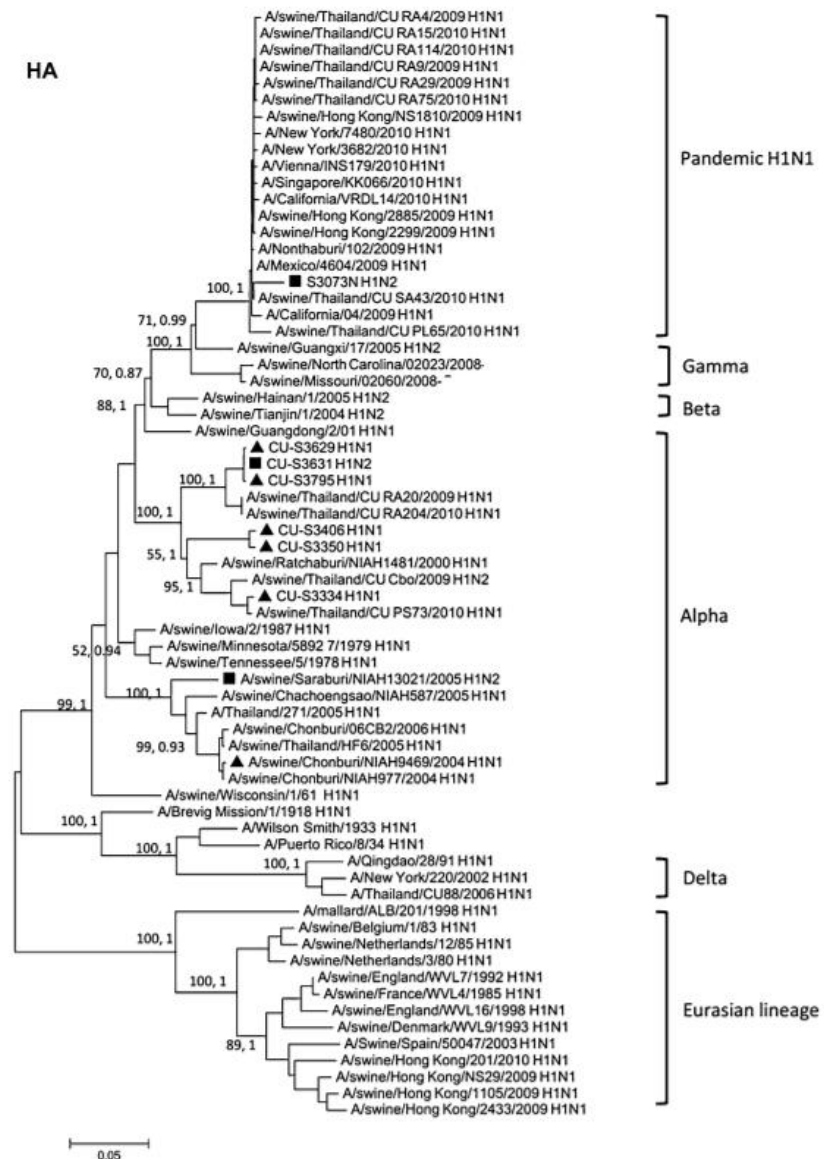 HA
A/swine/Thailand/CU RA4/2009 H1N1
A/swine/Thailand/CU RA15/2010 H1N1
A/swine/Thailand/CU RA114/2010 H1N1
A/swine/Thailand/CU RA9/2009 H1N1
A/swine/Thailand/CU RA29/2009 H1N1
A/swine/Thailand/CU RA75/2010 H1N1
A/swine/Hong Kong/NS1810/2009 H1N1
A/New York/7480/2010 H1N1
A/New York/3682/2010 H1N1
A/Vienna/INS179/2010 H1N1
A/Singapore/KK066/2010 H1N1
A/California/VRDL14/2010 H1N1
A/swine/Hong Kong/2885/2009 H1N1
A/swine/Hong Kong/2299/2009 H1N1
A/Nonthaburi/102/2009 H1N1
A/Mexico/4604/2009 H1N1
S3073N H1N2
A/swine/Thailand/CU SA43/2010 H1N1
A/California/04/2009 H1N1
A/swine/Thailand/CU PL65/2010 H1N1
Pandemic H1N1
100, 1
71, 0.99
100, 1
A/swine/Guangxi/17/2005 H1N2
A/swine/North Carolina/02023/2008-
A/swine/Missouri/02060/2008-
Gamma
70, 0.87
88, 1
A/swine/Hainan/1/2005 H1N2
A/swine/Tianjin/1/2004 H1N2
Beta
A/swine/Guangdong/2/01 H1N1
CU-S3629 H1N1
CU-S3631 H1N2
CU-S3795 H1N1
A/swine/Thailand/CU RA20/2009 H1N1
A/swine/Thailand/CU RA204/2010 H1N1
CU-S3406 H1N1
CU-S3350 H1N1
A/swine/Ratchaburi/NIAH1481/2000 H1N1
A/swine/Thailand/CU Cbo/2009 H1N2
CU-S3334 H1N1
A/swine/Thailand/CU PS73/2010 H1N1
100, 1
100, 1
55, 1
95, 1
Alpha
A/swine/Iowa/2/1987 H1N1
A/swine/Minnesota/5892 7/1979 H1N1
A/swine/Tennessee/5/1978 H1N1
52, 0.94
A/swine/Saraburi/NIAH13021/2005 H1N2
A/swine/Chachoengsao/NIAH587/2005 H1N1
A/Thailand/271/2005 H1N1
A/swine/Chonburi/06CB2/2006 H1N1
A/swine/Thailand/HF6/2005 H1N1
A/swine/Chonburi/NIAH9469/2004 H1N1
A/swine/Chonburi/NIAH977/2004 H1N1
100, 1
99, 1
99, 0.93
A/swine/Wisconsin/1/61 H1N1
A/Brevig Mission/1/1918 H1N1
A/Wilson Smith/1933 H1N1
A/Puerto Rico/8/34 H1N1
100, 1
100, 1
A/Qingdao/28/91 H1N1
A/New York/220/2002 H1N1
A/Thailand/CU88/2006 H1N1
100, 1
Delta
A/mallard/ALB/201/1998 H1N1
A/swine/Belgium/1/83 H1N1
A/swine/Netherlands/12/85 H1N1
A/swine/Netherlands/3/80 H1N1
A/swine/England/WVL7/1992 H1N1
A/swine/France/WVL4/1985 H1N1
A/swine/England/WVL16/1998 H1N1
A/swine/Denmark/WVL9/1993 H1N1
A/Swine/Spain/50047/2003 H1N1
A/swine/Hong Kong/201/2010 H1N1
A/swine/Hong Kong/NS29/2009 H1N1
A/swine/Hong Kong/1105/2009 H1N1
A/swine/Hong Kong/2433/2009 H1N1
100, 1
100, 1
89, 1
Eurasian lineage
0.05